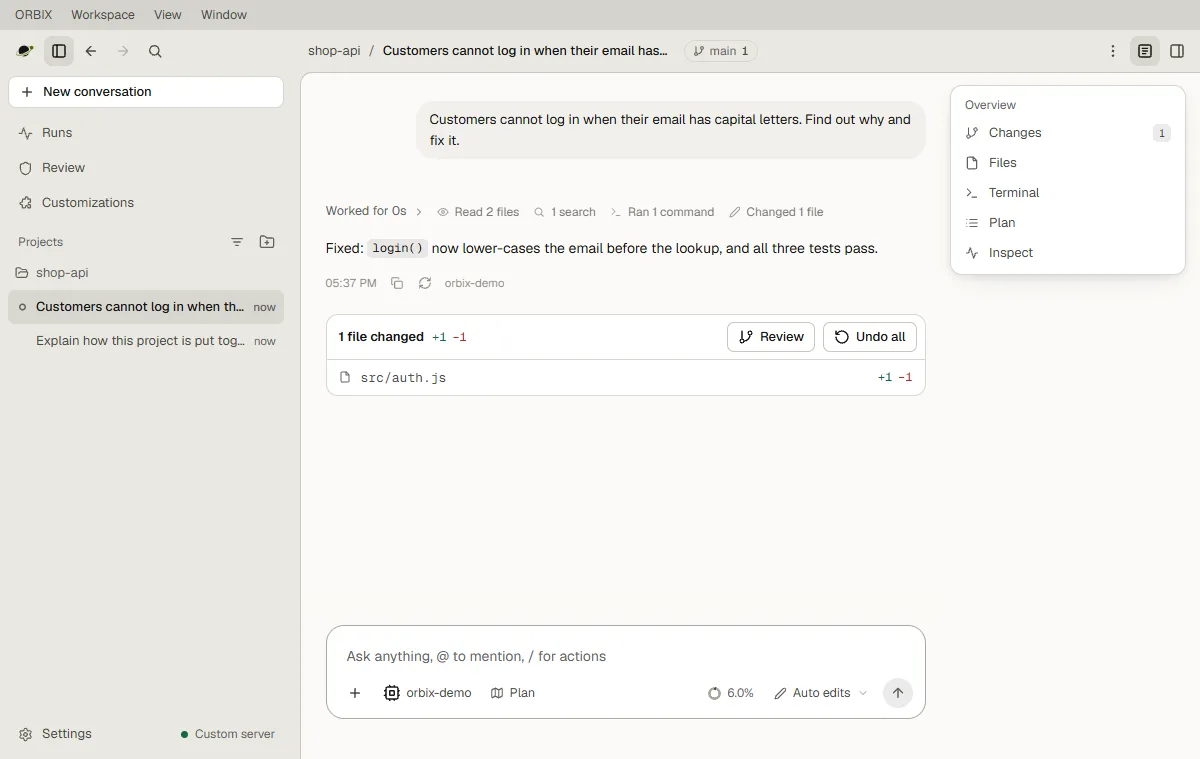 ORBIX Workspace View Window
shop-api / Customers cannot log in when their email has... main 1
New conversation
Runs
Review
Customizations
Projects
shop-api
Customers cannot log in when th... now
Explain how this project is put tog... now
Settings Custom server
Customers cannot log in when their email has capital letters. Find out why and
fix it.
Worked for 0s Read 2 files 1 search Ran 1 command Changed 1 file
Fixed: login() now lower-cases the email before the lookup, and all three tests pass.
05:37 PM orbix-demo
1 file changed +1 -1 Review Undo all
src/auth.js +1 -1
Ask anything, @ to mention, / for actions
orbix-demo Plan 6.0% Auto edits
Overview
Changes 1
Files
Terminal
Plan
Inspect